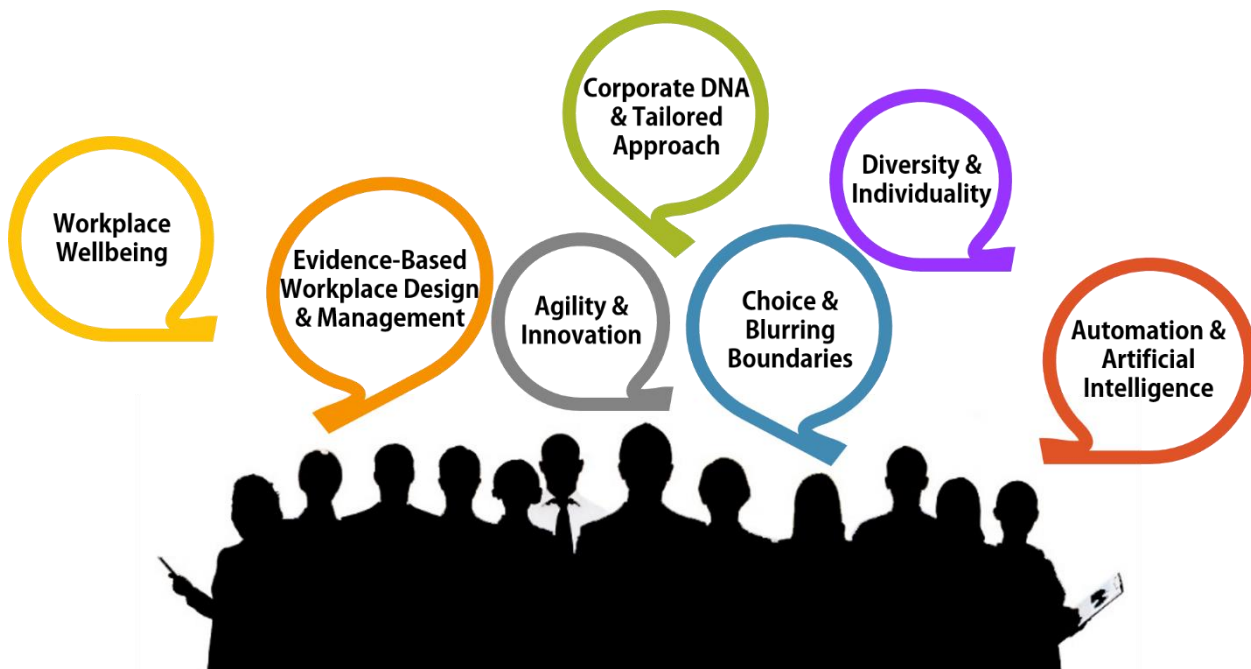 Workplace
Wellbeing
Evidence-Based
Workplace Design
& Management
Agility &
Innovation
Corporate DNA
& Tailored
Approach
Choice &
Blurring
Boundaries
Diversity &
Individuality
Automation &
Artificial
Intelligence